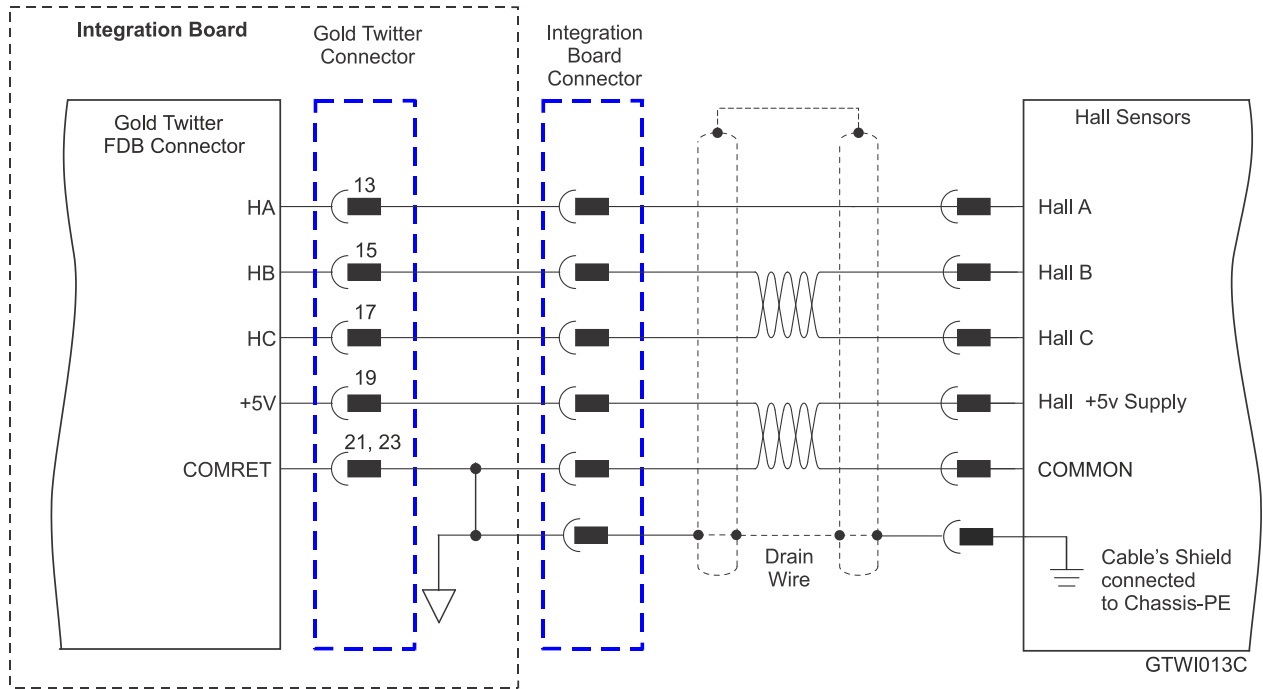 Integration Board
Gold Twitter
Connector
Integration
Board
Connector
Gold Twitter
FDB Connector
Hall Sensors
HA
13
Hall A
HB
15
Hall B
HC
17
Hall C
+5V
19
Hall +5v Supply
COMRET
21, 23
COMMON
Drain
Wire
Cable's Shield
connected
to Chassis-PE
GTWI013C